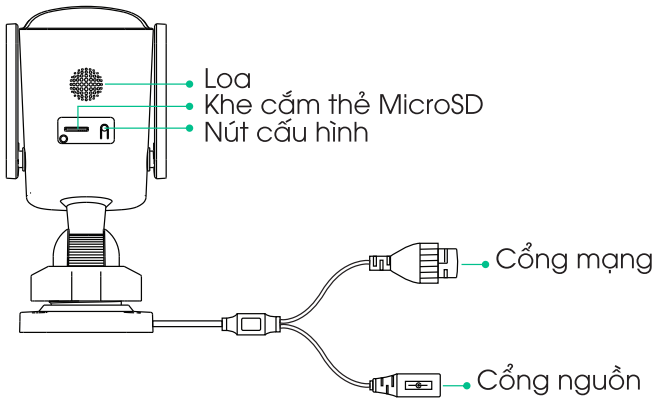 Loa
Khe cắm thẻ MicroSD
Nút cấu hình
Cổng mạng
Cổng nguồn